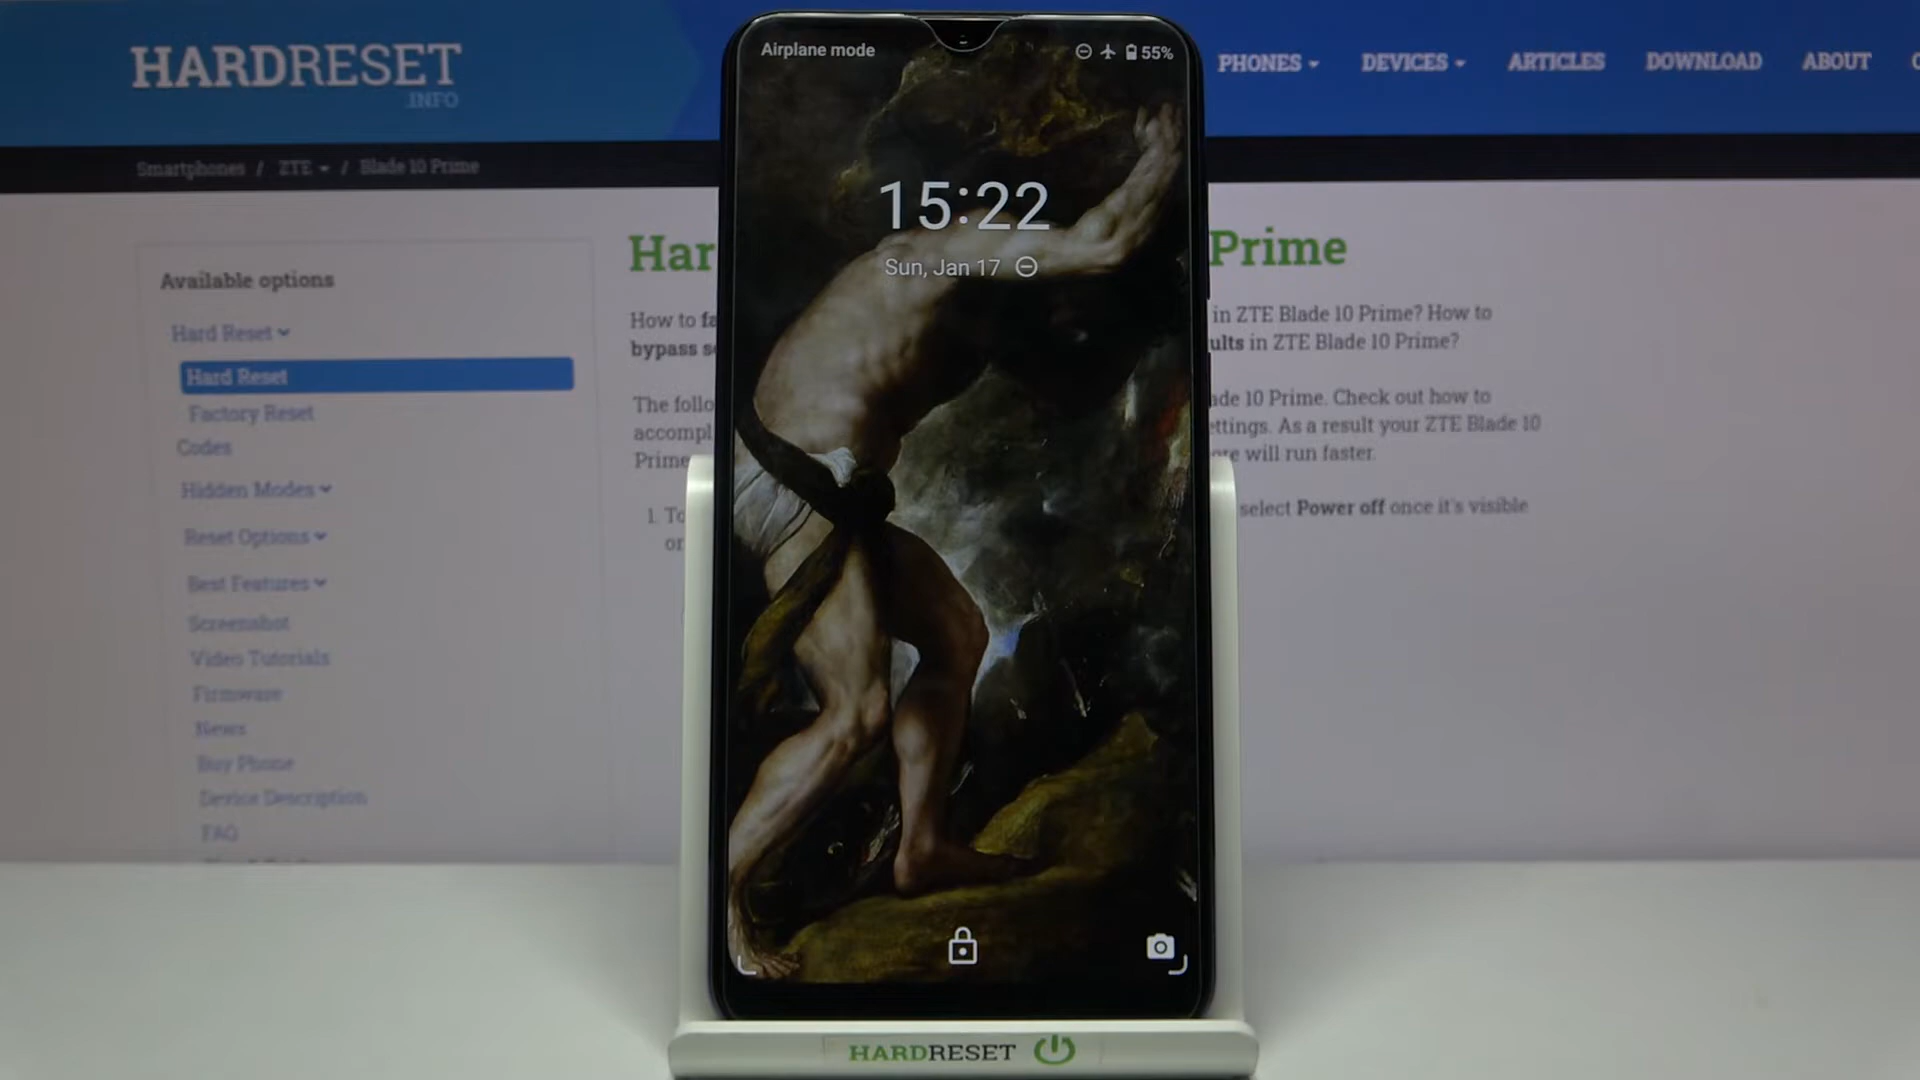 HARDRESET
.INFO
PHONES
DEVICES
ARTICLES
DOWNLOAD
ABOUT
Smartphones / ZTE / Blade 10 Prime
Available options
Hard Reset
Hard Reset
Factory Reset
Codes
Hidden Modes
Reset Options
Best Features
Screenshot
Video Tutorials
Firmware
News
Buy Phone
Device Description
FAQ
Har
Prime
How to fa
in ZTE Blade 10 Prime? How to
bypass s
ults in ZTE Blade 10 Prime?
The follo
ade 10 Prime. Check out how to
accompl
ettings. As a result your ZTE Blade 10
Prime
will run faster.
1. To
select Power off once it's visible
or
Airplane mode
55%
15:22
Sun, Jan 17
HARDRESET